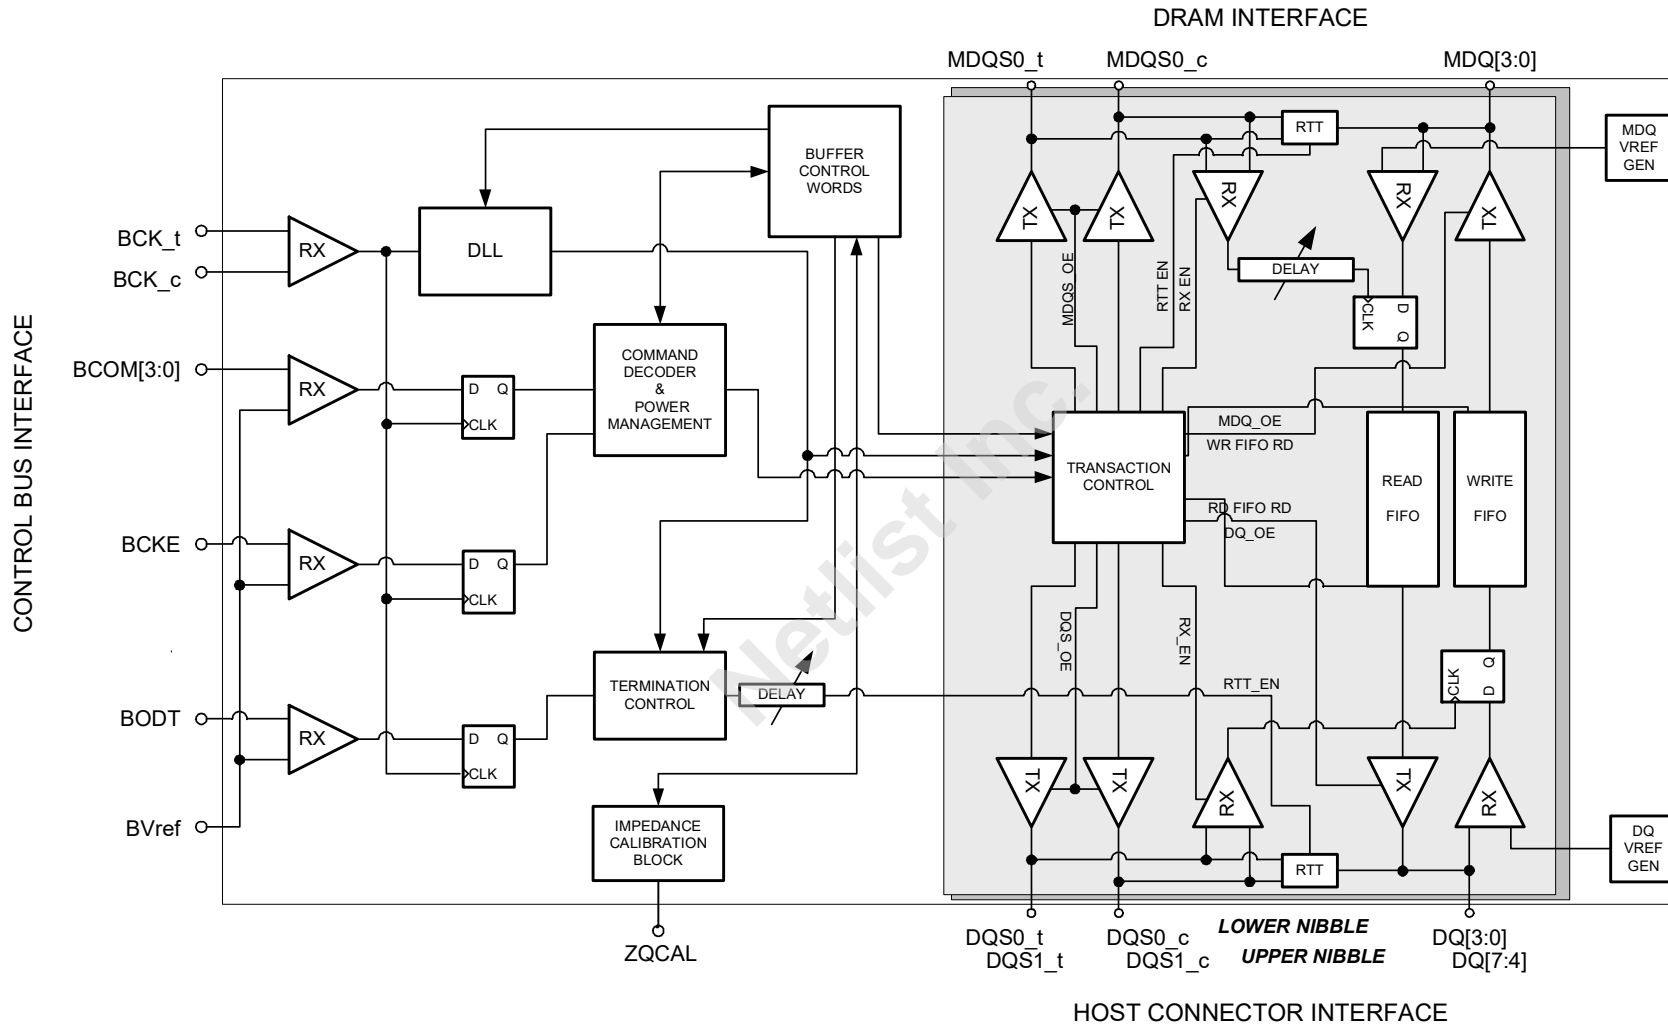 DRAM INTERFACE
MDQS0_t
MDQS0_c
MDQ[3:0]
RTT
MDQ
VREF
GEN
BUFFER
CONTROL
WORDS
TX
TX
RX
RX
TX
BCK_t
BCK_c
RX
DLL
MDQS_OE
RTT EN
RX EN
DELAY
CLK
D
Q
CONTROL BUS INTERFACE
BCOM[3:0]
RX
D Q
CLK
COMMAND
DECODER
&
POWER
MANAGEMENT
MDQ_OE
WR FIFO RD
TRANSACTION
CONTROL
READ
FIFO
WRITE
FIFO
RD FIFO RD
DQ_OE
BCKE
RX
D Q
CLK
DQS_OE
RX_EN
RTT_EN
CLK
Q
D
TERMINATION
CONTROL
DELAY
BODT
RX
D Q
CLK
TX
TX
RX
TX
RX
BVref
IMPEDANCE
CALIBRATION
BLOCK
RTT
DQ
VREF
GEN
ZQCAL
DQS0_t
DQS1_t
DQS0_c
DQS1_c
LOWER NIBBLE
UPPER NIBBLE
DQ[3:0]
DQ[7:4]
HOST CONNECTOR INTERFACE
Netlist Inc.